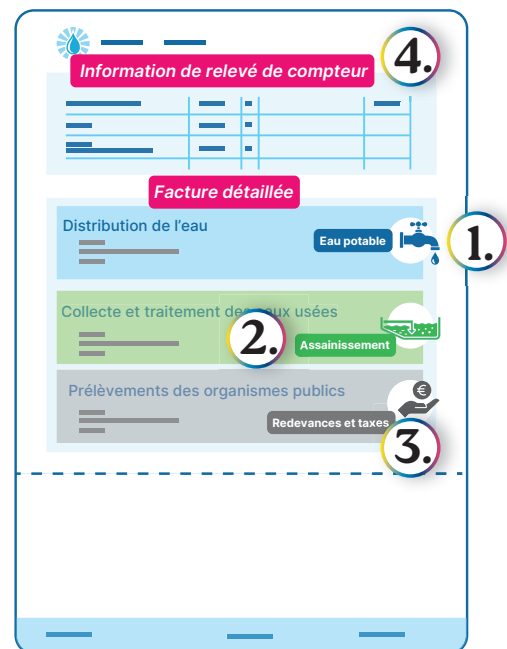 4.
Information de relevé de compteur
Facture détaillée
Distribution de l'eau
Eau potable
1.
Collecte et traitement des eaux usées
2.
Assainissement
Prélèvements des organismes publics
€
Redevances et taxes
3.